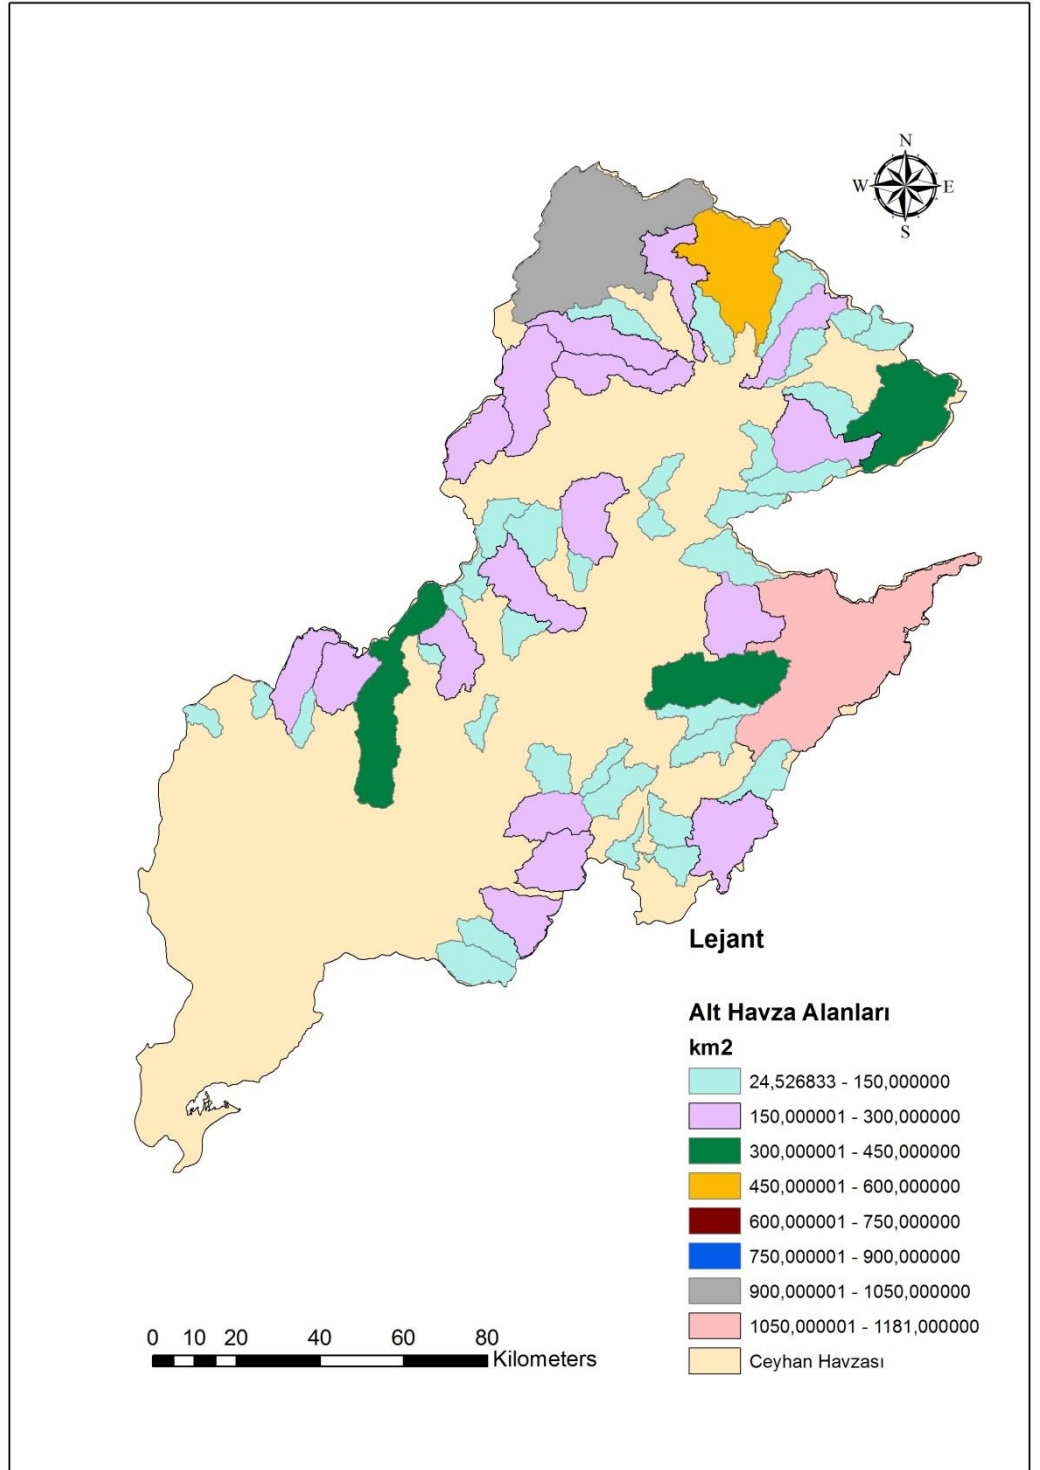 N
W E
S
Lejant
Alt Havza Alanları
km2
24,526833 - 150,000000
150,000001 - 300,000000
300,000001 - 450,000000
450,000001 - 600,000000
600,000001 - 750,000000
750,000001 - 900,000000
900,000001 - 1050,000000
1050,000001 - 1181,000000
Ceyhan Havzası
0 10 20 40 60 80
Kilometers